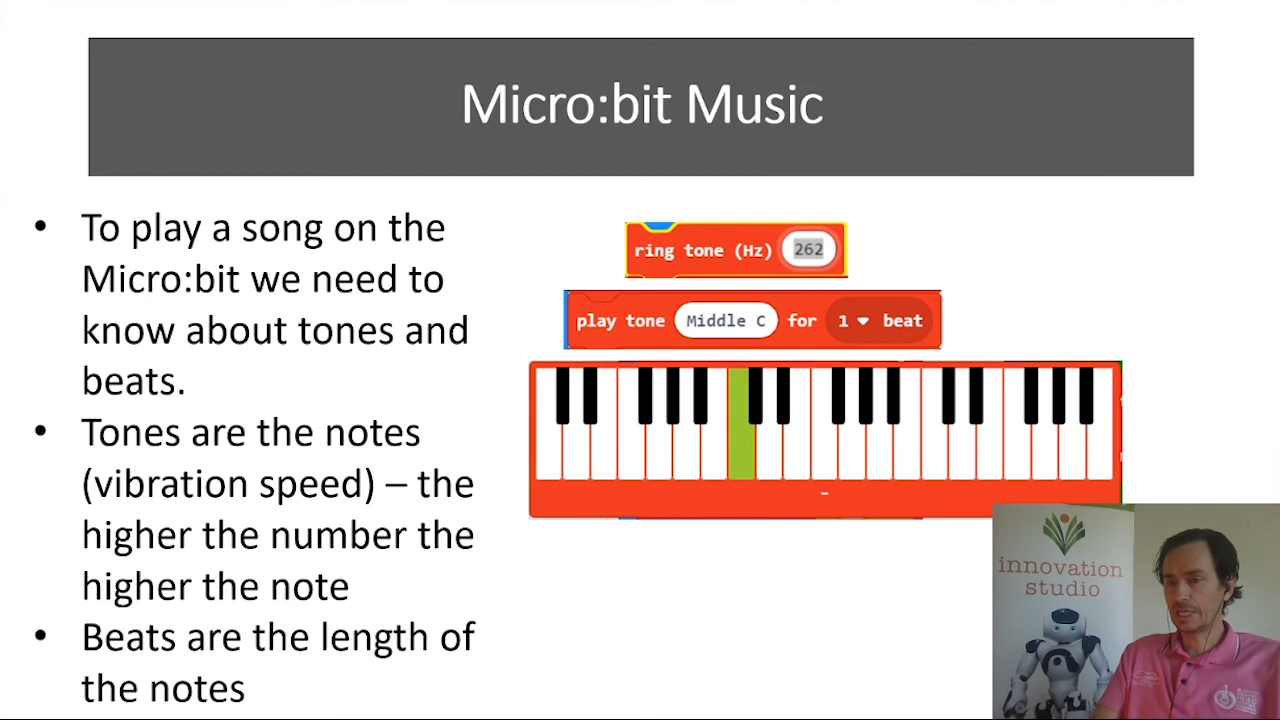 Micro:bit Music
• To play a song on the
Micro:bit we need to
know about tones and
beats.
• Tones are the notes
(vibration speed) – the
higher the number the
higher the note
• Beats are the length of
the notes
ring tone (Hz) 262
play tone Middle C for 1 beat
innovation
studio